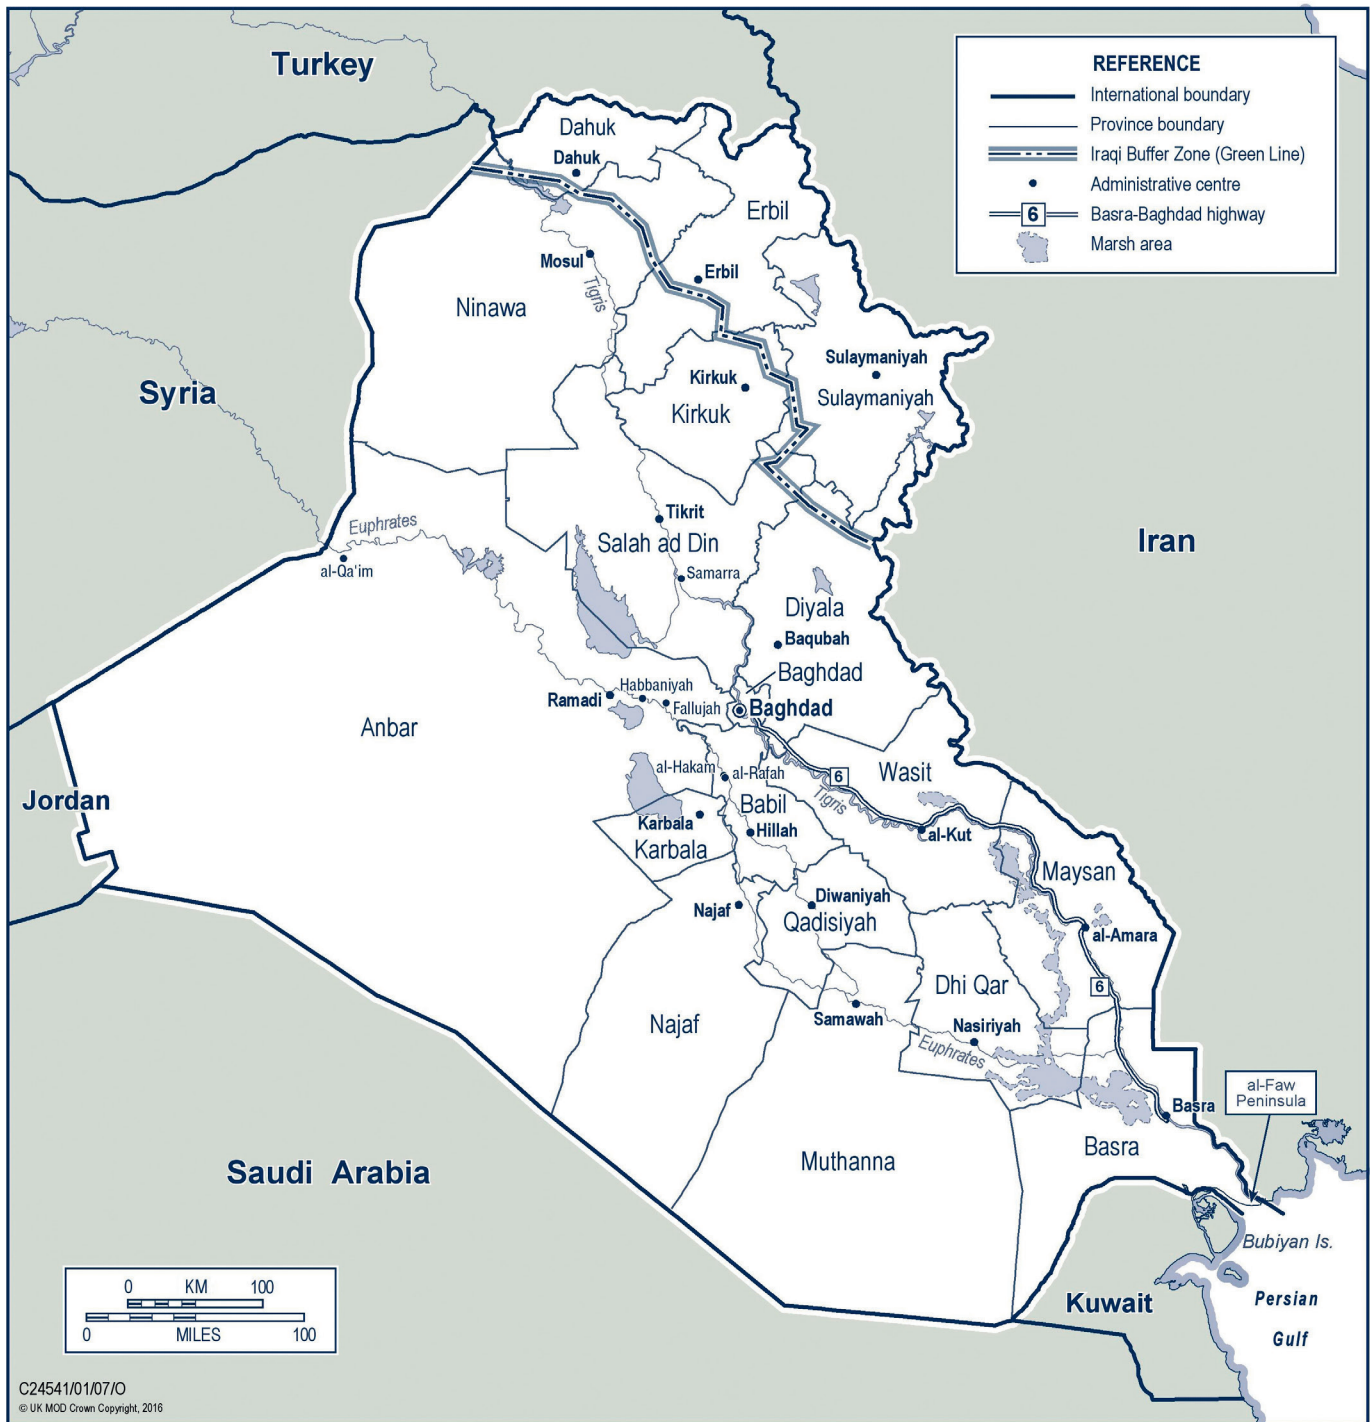 Turkey
REFERENCE
International boundary
Province boundary
Iraqi Buffer Zone (Green Line)
Administrative centre
6
Basra-Baghdad highway
Marsh area
Dahuk
Dahuk
Erbil
Mosul
Erbil
Tigris
Ninawa
Sulaymaniyah
Kirkuk
Sulaymaniyah
Syria
Kirkuk
Tikrit
Euphrates
Salah ad Din
Iran
al-Qa'im
Samarra
Diyala
Baqubah
Baghdad
Habbaniyah
Ramadi
Fallujah
Baghdad
Anbar
al-Hakam
al-Rafah
6
Wasit
Jordan
Tigris
Babil
Karbala
Hillah
al-Kut
Karbala
Maysan
Diwaniyah
Najaf
Qadisiyah
al-Amara
Dhi Qar
6
Najaf
Samawah
Nasiriyah
Euphrates
al-Faw
Peninsula
Basra
Basra
Muthanna
Saudi Arabia
Bubiyan Is.
Kuwait
Persian
Gulf
0 KM 100
0 MILES 100
C24541/01/07/O
© UK MOD Crown Copyright, 2016